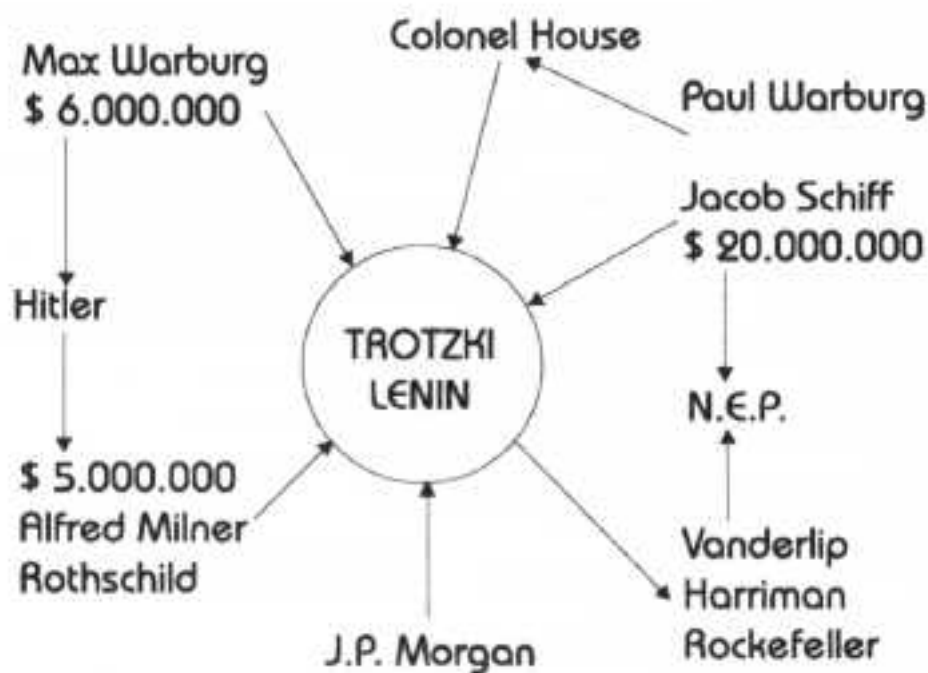 Colonel House
Max Warburg
$ 6.000.000
Paul Warburg
Jacob Schiff
$ 20.000.000
Hitler
TROTZKI
LENIN
N.E.P.
$ 5.000.000
Alfred Milner
Rothschild
Vanderlip
Harriman
Rockefeller
J.P. Morgan